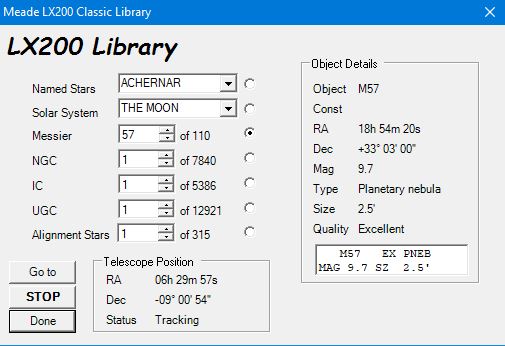 Meade LX200 Classic Library
LX200 Library
Named Stars ACHERNAR
Solar System THE MOON
Messier 57 of 110
NGC 1 of 7840
IC 1 of 5386
UGC 1 of 12921
Alignment Stars 1 of 315
Go to
STOP
Done
Telescope Position
RA 06h 29m 57s
Dec -09° 00' 54"
Status Tracking
Object Details
Object M57
Const
RA 18h 54m 20s
Dec +33° 03' 00"
Mag 9.7
Type Planetary nebula
Size 2.5'
Quality Excellent
M57 EX PNEB
MAG 9.7 SZ 2.5'